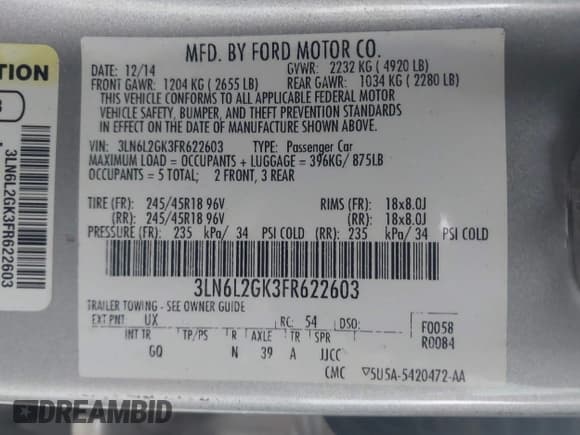 MFD. BY FORD MOTOR CO.
DATE: 12/14 GVWR: 2232 KG ( 4920 LB)
FRONT GAWR: 1204 KG ( 2655 LB) REAR GAWR: 1034 KG ( 2280 LB)
THIS VEHICLE CONFORMS TO ALL APPLICABLE FEDERAL MOTOR
VEHICLE SAFETY, BUMPER, AND THEFT PREVENTION STANDARDS
IN EFFECT ON THE DATE OF MANUFACTURE SHOWN ABOVE.
VIN: 3LN6L2GK3FR622603 TYPE: Passenger Car
MAXIMUM LOAD = OCCUPANTS + LUGGAGE = 396KG/ 875LB
OCCUPANTS = 5 TOTAL; 2 FRONT, 3 REAR
TIRE (FR): 245/45R18 96V RIMS (FR): 18x8.0J
(RR): 245/45R18 96V (RR): 18x8.0J
PRESSURE (FR): 235 kPa/ 34 PSI COLD (RR): 235 kPa/ 34 PSI COLD
3LN6L2GK3FR622603
TRAILER TOWING - SEE OWNER GUIDE
EXT PNT: UX RC: 54 DSO: F0058
INT TR TP/PS R AXLE TR SPR R0084
GQ N 39 A JJCC
CMC ▽5U5A-5420472-AA
TION
3
3LN6L2GK3FR622603
DREAMBID